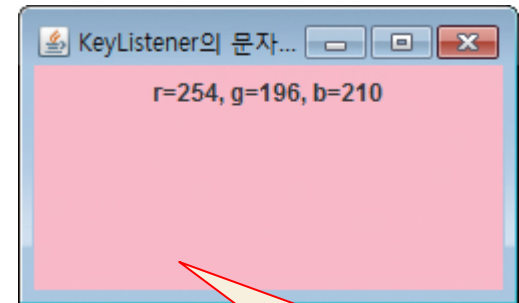 KeyListener의 문자...
r=254, g=196, b=210